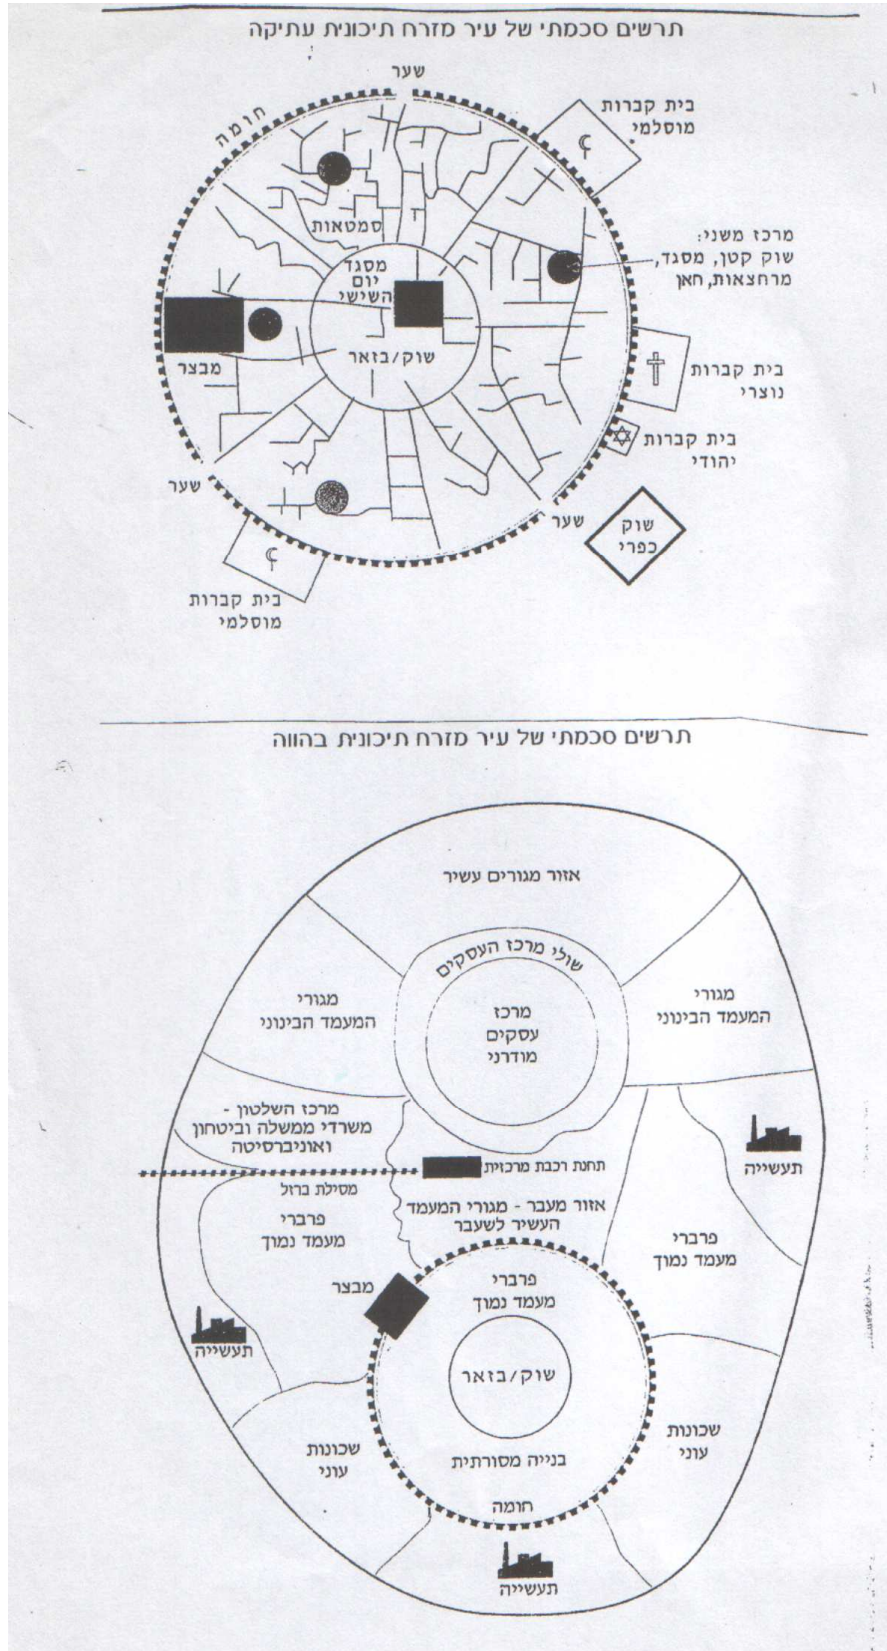 תרשים סכמתי של עיר מזרח תיכונית עתיקה
שער
חומה
בית קברות
מוסלמי
סמטאות
מרכז משני:
שוק קטן, מסגד,
מרחצאות, חאן
מסגד
יום
השישי
שוק/בזאר
מבצר
בית קברות
נוצרי
בית קברות
יהודי
שער
שער
שוק
כפרי
בית קברות
מוסלמי
תרשים סכמתי של עיר מזרח תיכונית בהווה
אזור מגורים עשיר
שולי מרכז העסקים
מגורי
המעמד הבינוני
מרכז
עסקים
מודרני
מגורי
המעמד הבינוני
מרכז השלטון -
משרדי ממשלה וביטחון
ואוניברסיטה
תחנת רכבת מרכזית
תעשייה
מסילת ברזל
אזור מעבר - מגורי המעמד
העשיר לשעבר
פרברי
מעמד נמוך
פרברי
מעמד נמוך
מבצר
פרברי
מעמד נמוך
תעשייה
שוק/בזאר
שכונות
עוני
שכונות
עוני
בנייה מסורתית
חומה
תעשייה